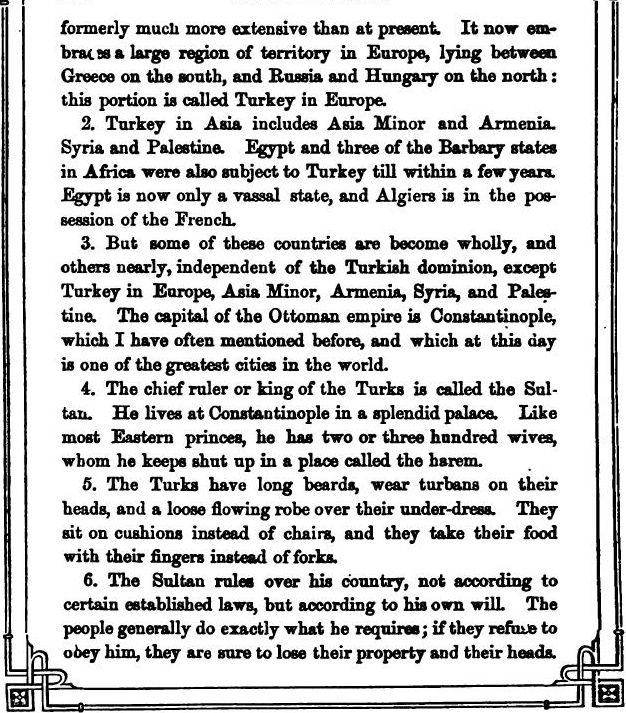 formerly much more extensive than at present. It now em-
braces a large region of territory in Europe, lying between
Greece on the south, and Russia and Hungary on the north:
this portion is called Turkey in Europe.
2. Turkey in Asia includes Asia Minor and Armenia.
Syria and Palestine. Egypt and three of the Barbary states
in Africa were also subject to Turkey till within a few years.
Egypt is now only a vassal state, and Algiers is in the pos-
session of the French.
3. But some of these countries are become wholly, and
others nearly, independent of the Turkish dominion, except
Turkey in Europe, Asia Minor, Armenia, Syria, and Pales-
tine. The capital of the Ottoman empire is Constantinople,
which I have often mentioned before, and which at this day
is one of the greatest cities in the world.
4. The chief ruler or king of the Turks is called the Sul-
tan. He lives at Constantinople in a splendid palace. Like
most Eastern princes, he has two or three hundred wives,
whom he keeps shut up in a place called the harem.
5. The Turks have long beards, wear turbans on their
heads, and a loose flowing robe over their under-dress. They
sit on cushions instead of chairs, and they take their food
with their fingers instead of forks.
6. The Sultan rules over his country, not according to
certain established laws, but according to his own will. The
people generally do exactly what he requires; if they refuse to
obey him, they are sure to lose their property and their heads.